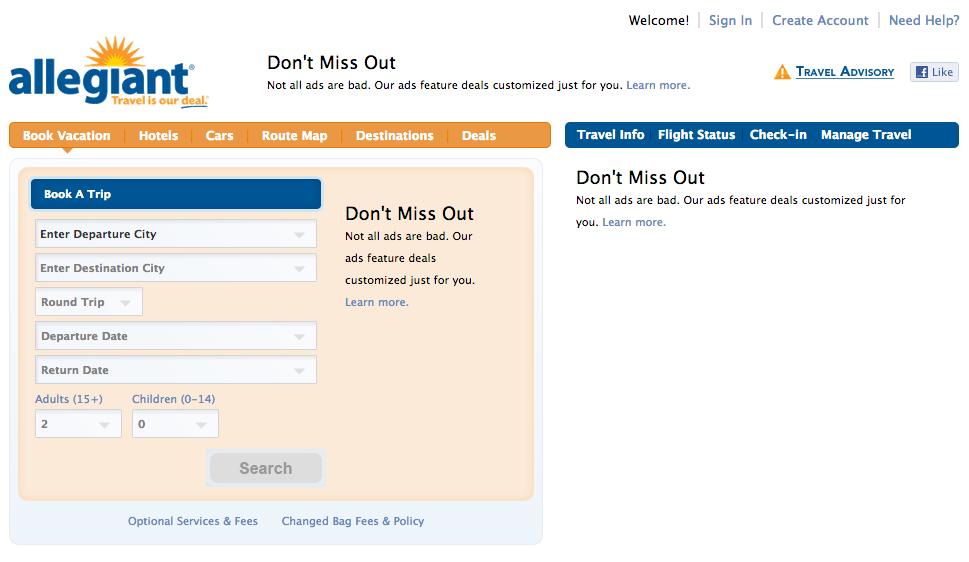 Welcome! Sign In Create Account Need Help?
allegiant®
Travel is our deal.™
Don't Miss Out
Not all ads are bad. Our ads feature deals customized just for you. Learn more.
TRAVEL ADVISORY
Like
Book Vacation Hotels Cars Route Map Destinations Deals
Travel Info Flight Status Check-In Manage Travel
Book A Trip
Enter Departure City
Enter Destination City
Round Trip
Departure Date
Return Date
Adults (15+) Children (0-14)
2 0
Search
Don't Miss Out
Not all ads are bad. Our
ads feature deals
customized just for you.
Learn more.
Optional Services & Fees Changed Bag Fees & Policy
Don't Miss Out
Not all ads are bad. Our ads feature deals customized just for
you. Learn more.